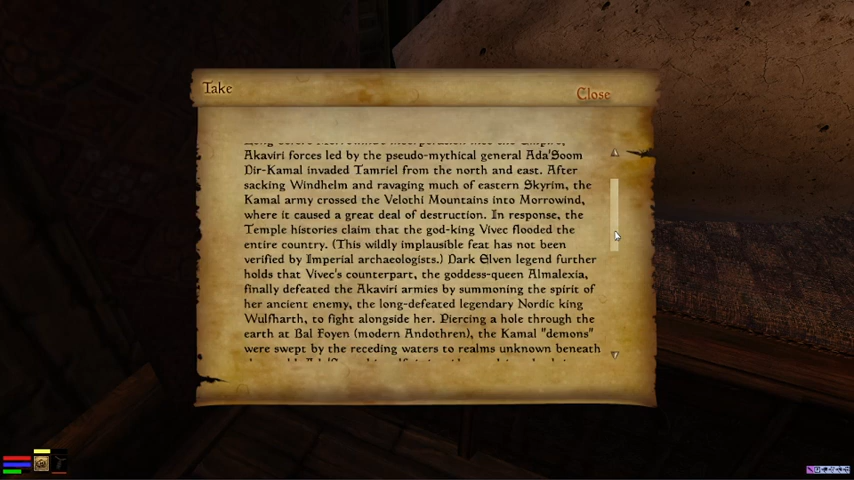 Take
Close
Akaviri forces led by the pseudo-mythical general Ada'Soom
Dir-Kamal invaded Tamriel from the north and east. After
sacking Windhelm and ravaging much of eastern Skyrim, the
Kamal army crossed the Velothi Mountains into Morrowind,
where it caused a great deal of destruction. In response, the
Temple histories claim that the god-king Vivec flooded the
entire country. (This wildly implausible feat has not been
verified by Imperial archaeologists.) Dark Elven legend further
holds that Vivec's counterpart, the goddess-queen Almalexia,
finally defeated the Akaviri armies by summoning the spirit of
her ancient enemy, the long-defeated legendary Nordic king
Wulfharth, to fight alongside her. Piercing a hole through the
earth at Bal Foyen (modern Andothren), the Kamal "demons"
were swept by the receding waters to realms unknown beneath